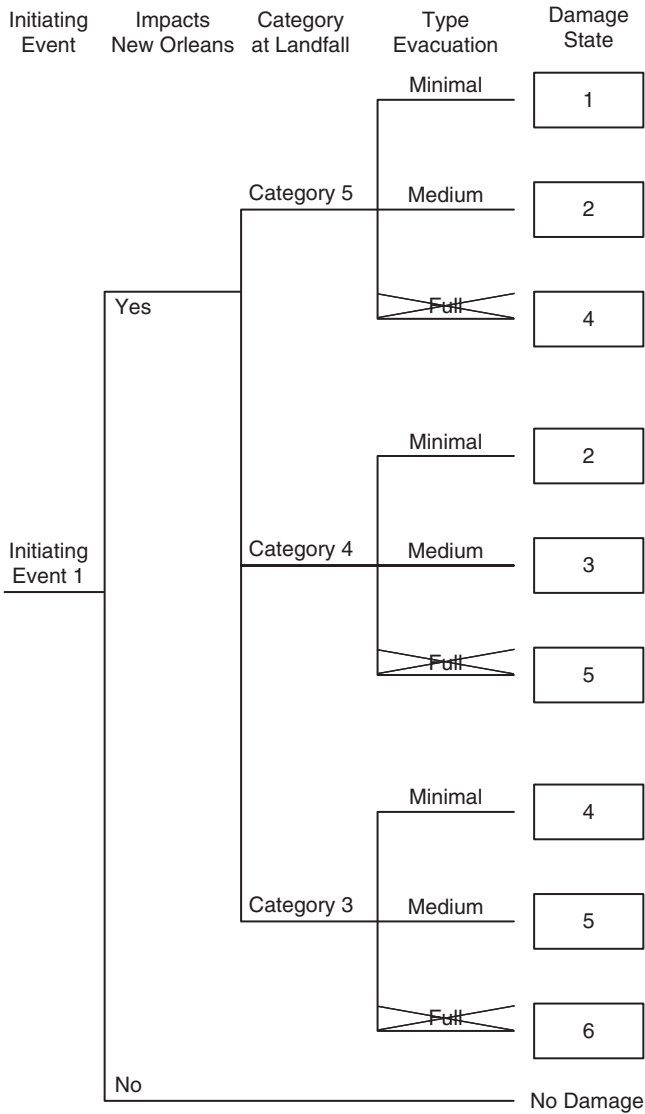 Initiating Event
Impacts New Orleans
Category at Landfall
Type Evacuation
Damage State
Minimal
1
Category 5
Medium
2
Yes
Full
4
Minimal
2
Initiating Event 1
Category 4
Medium
3
Full
5
Minimal
4
Category 3
Medium
5
Full
6
No
No Damage